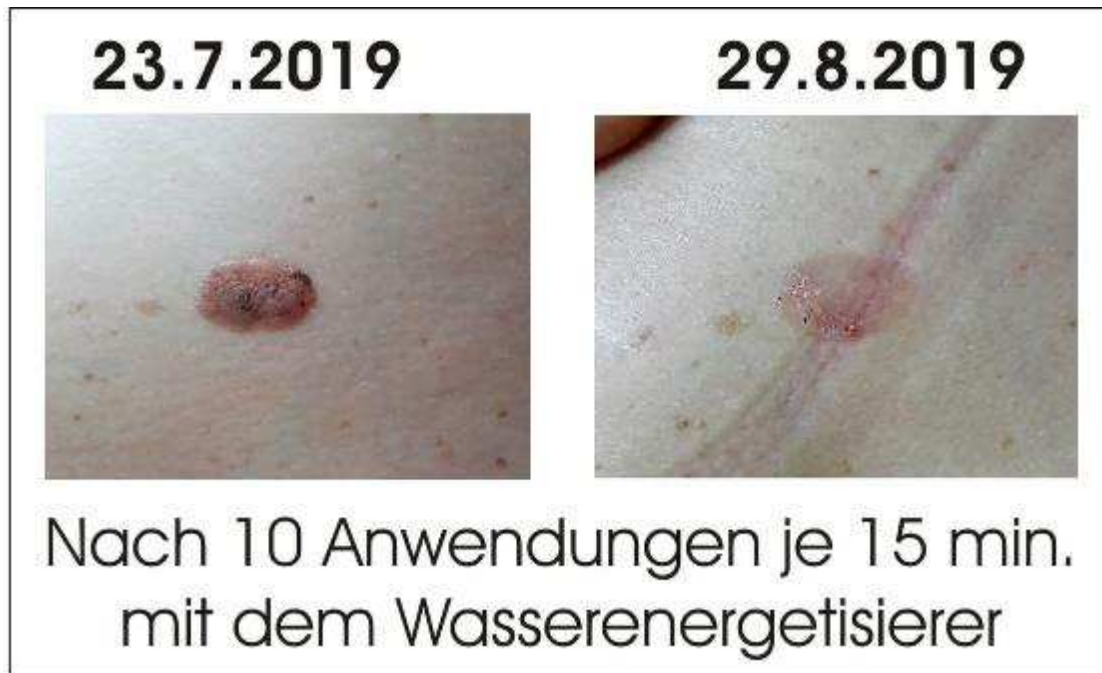 23.7.2019
29.8.2019
Nach 10 Anwendungen je 15 min.
mit dem Wasserenergetisierer